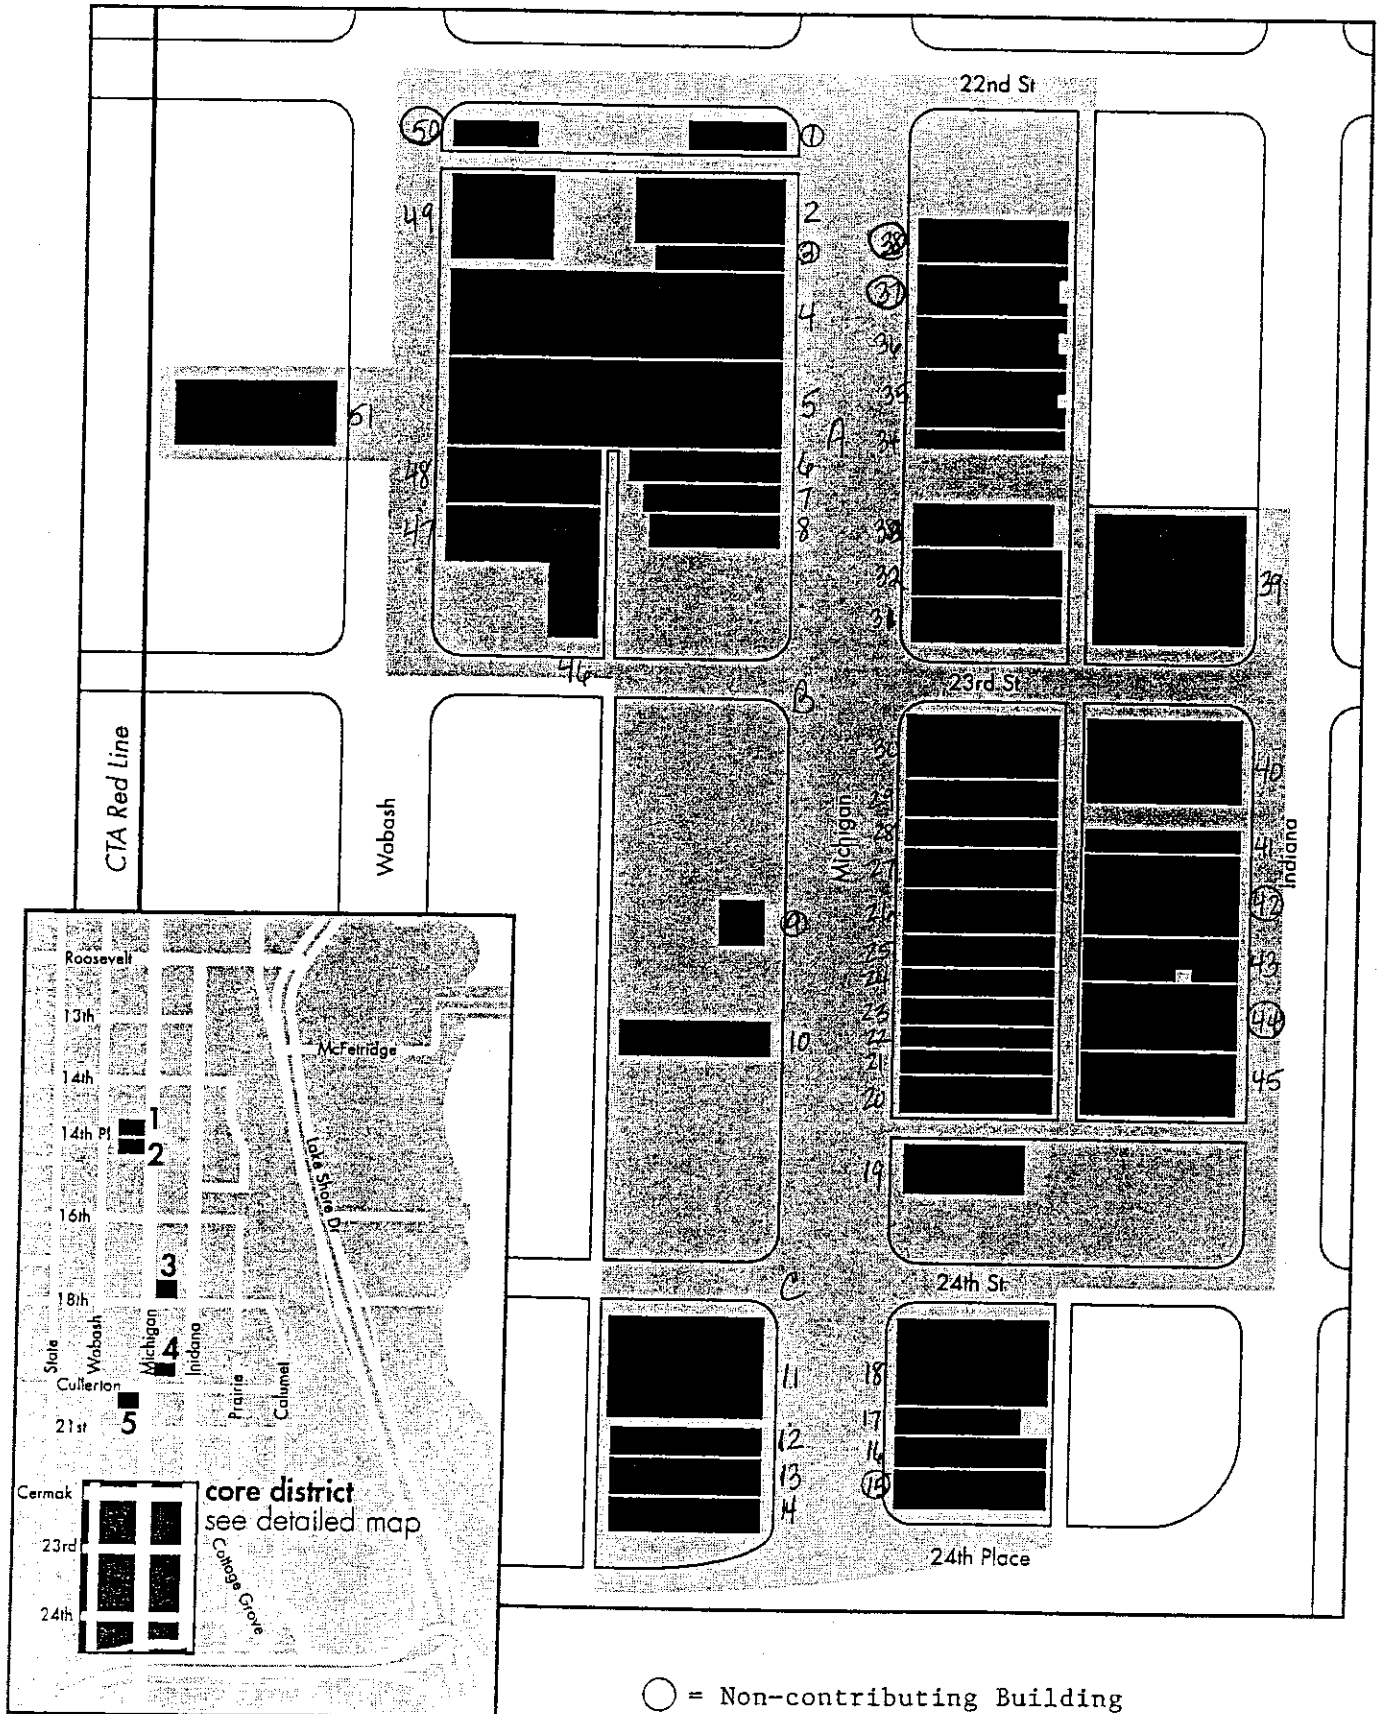 22nd St
50
1
49
2
38
3
37
4
36
51
5
35
A
34
48
6
7
47
8
33
32
39
31
46
23rd St
B
CTA Red Line
Wabash
Michigan
Indiana
30
40
29
28
41
27
26
42
9
25
43
24
23
44
10
22
21
45
20
19
C
24th St
11
18
17
12
16
13
15
14
24th Place
Roosevelt
13th
McFetridge
14th
1
14th Pl
2
Lake Shore Dr
16th
3
18th
State
Wabash
Michigan
4
Inidana
Prairie
Calumet
Cullerton
5
21st
Cermak
core district
see detailed map
23rd
Cottage Grove
24th
= Non-contributing Building